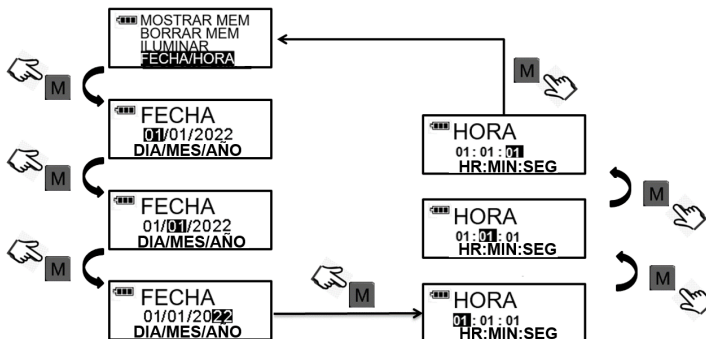 MOSTRAR MEM
BORRAR MEM
ILUMINAR
FECHA/HORA
M
FECHA
01/01/2022
DIA/MES/AÑO
M
FECHA
01/01/2022
DIA/MES/AÑO
M
FECHA
01/01/2022
DIA/MES/AÑO
M
HORA
01:01:01
HR:MIN:SEG
M
HORA
01:01:01
HR:MIN:SEG
M
HORA
01:01:01
HR:MIN:SEG
M